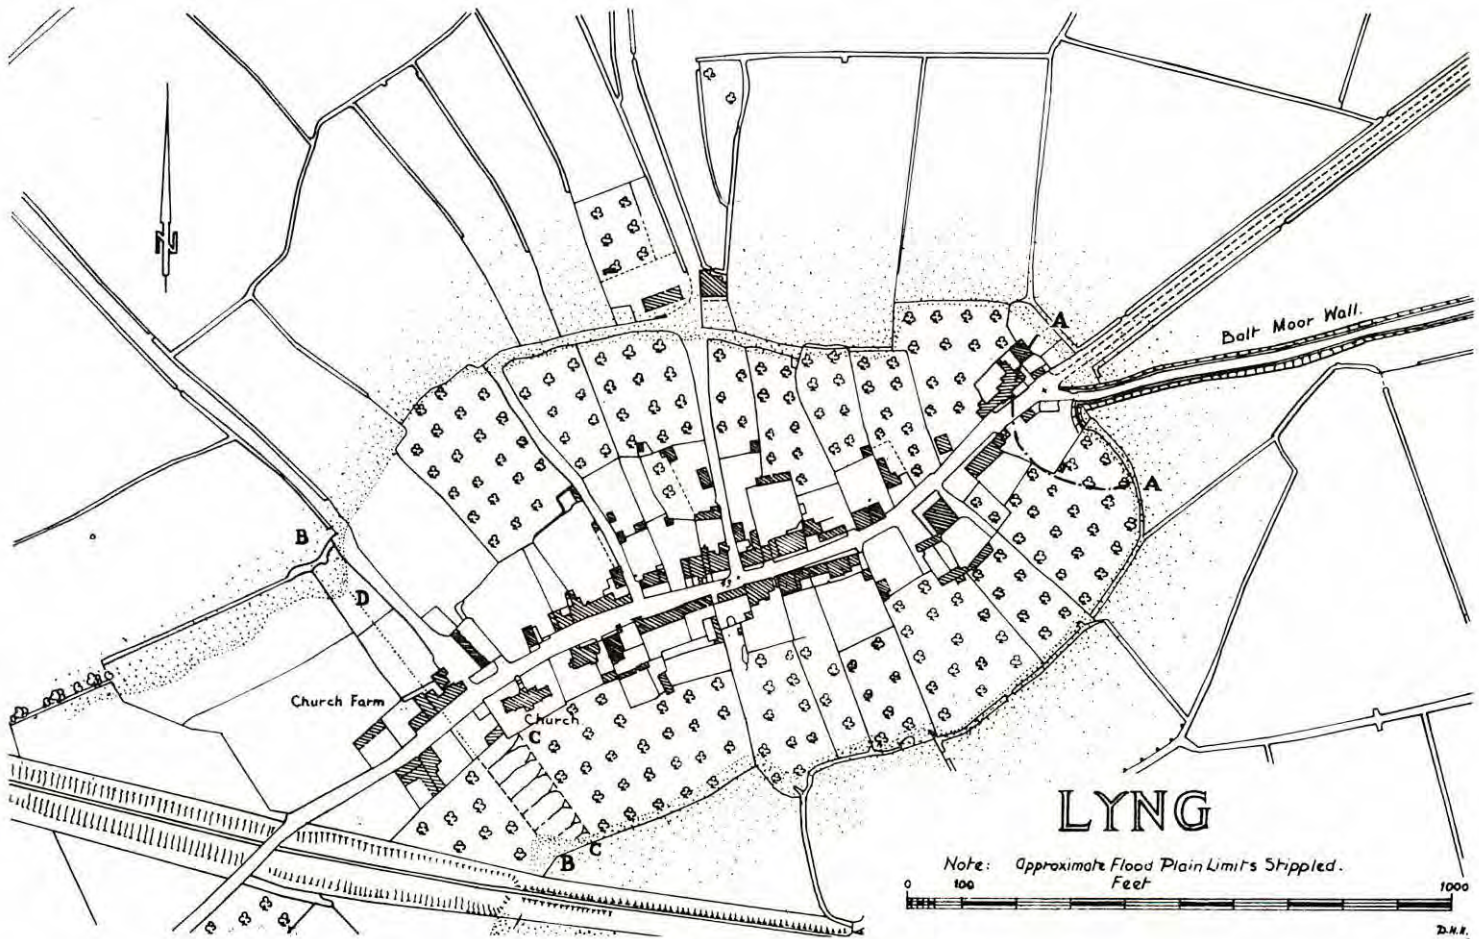 N
A
Balt Moor Wall.
A
B
D
Church Farm
Church
C
C
B
LYNG
Note: Approximate Flood Plain Limits Stippled.
Feet
0 100 1000
D.H.H.